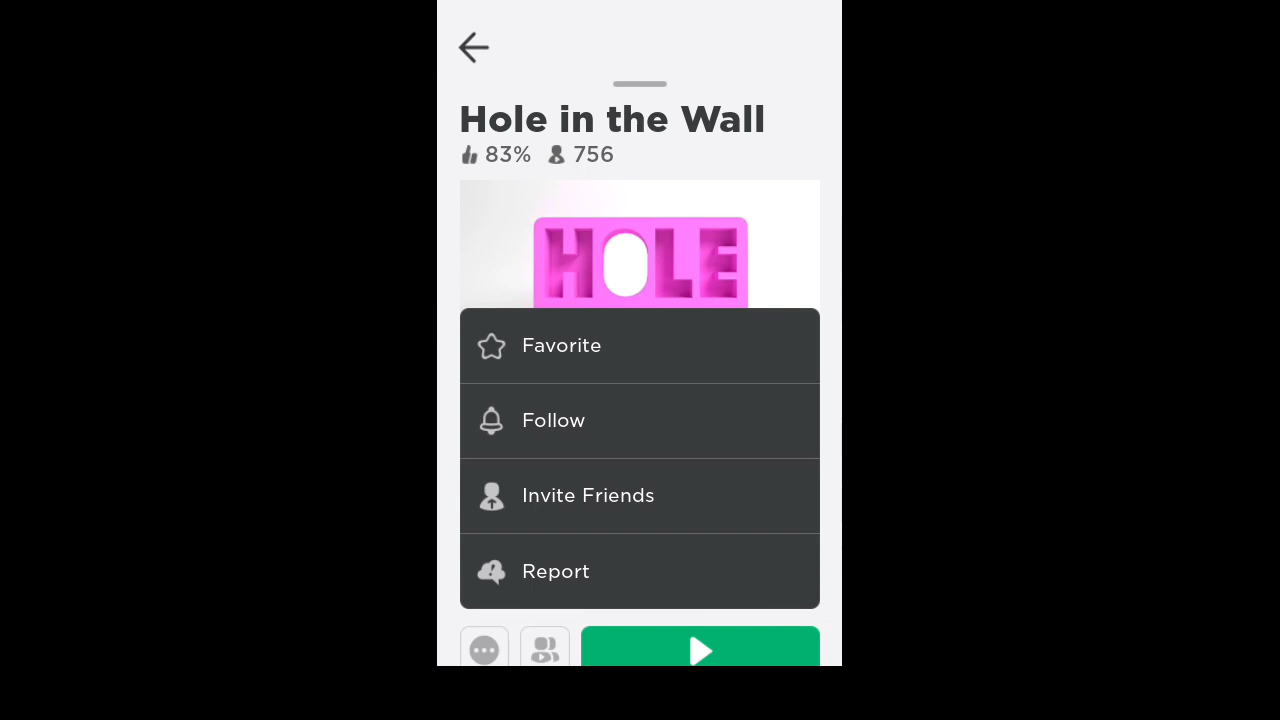 Hole in the Wall
83% 756
HOLE
Favorite
Follow
Invite Friends
Report